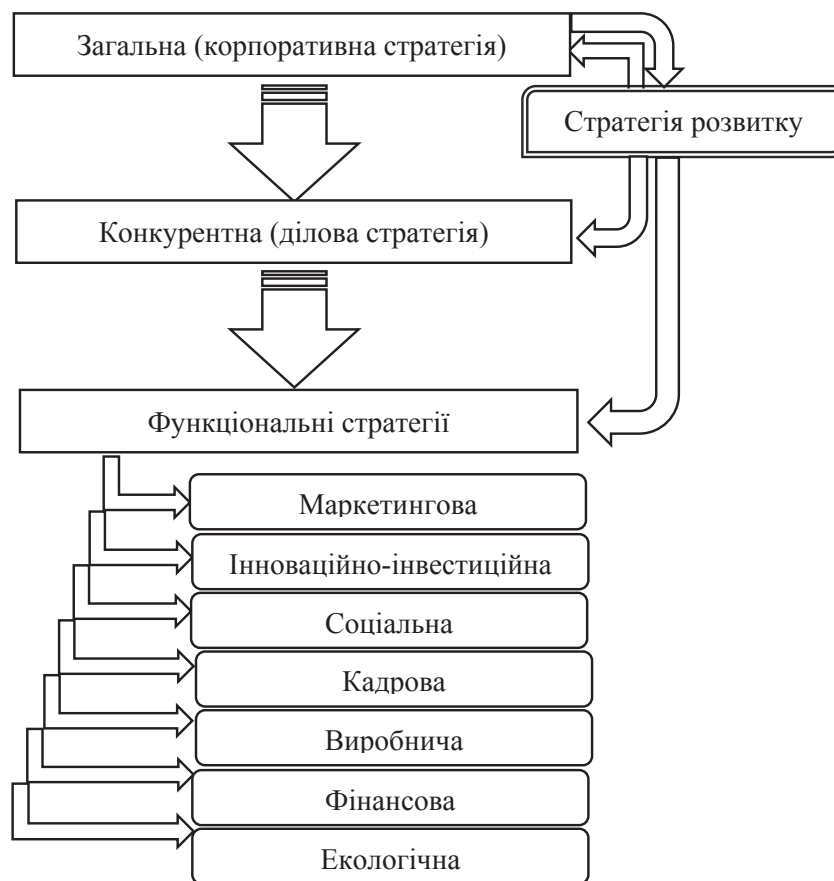 Загальна (корпоративна стратегія)
Стратегія розвитку
Конкурентна (ділова стратегія)
Функціональні стратегії
Маркетингова
Інноваційно-інвестиційна
Соціальна
Кадрова
Виробнича
Фінансова
Екологічна